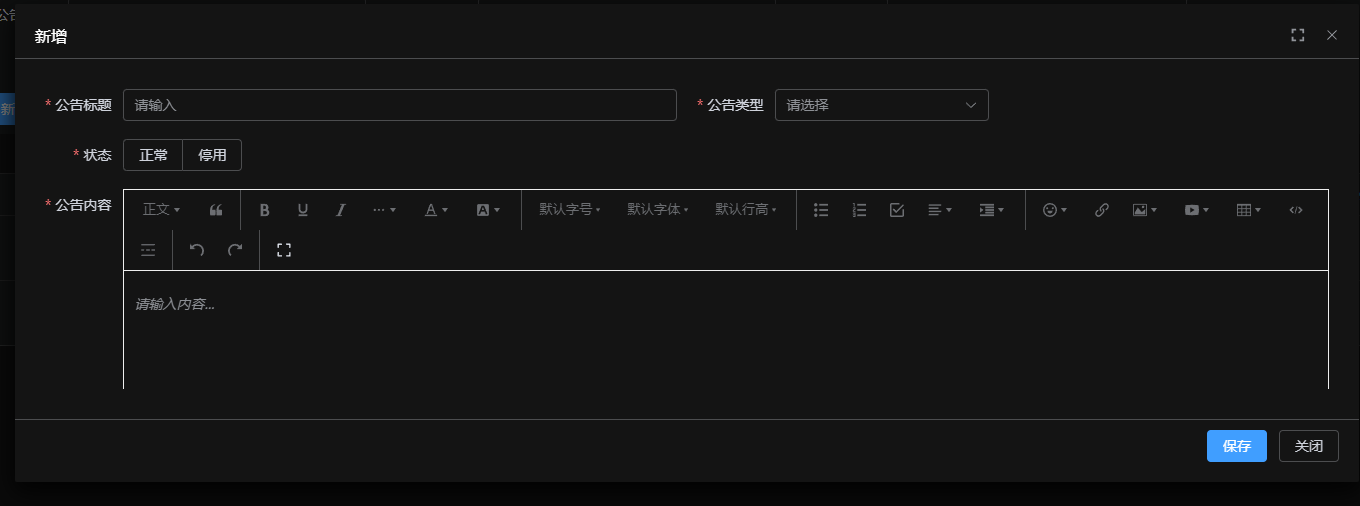 公告
新增
新
* 公告标题 请输入 * 公告类型 请选择
* 状态 正常 停用
* 公告内容 正文 B U I ... A A 默认字号 默认字体 默认行高
请输入内容...
保存 关闭